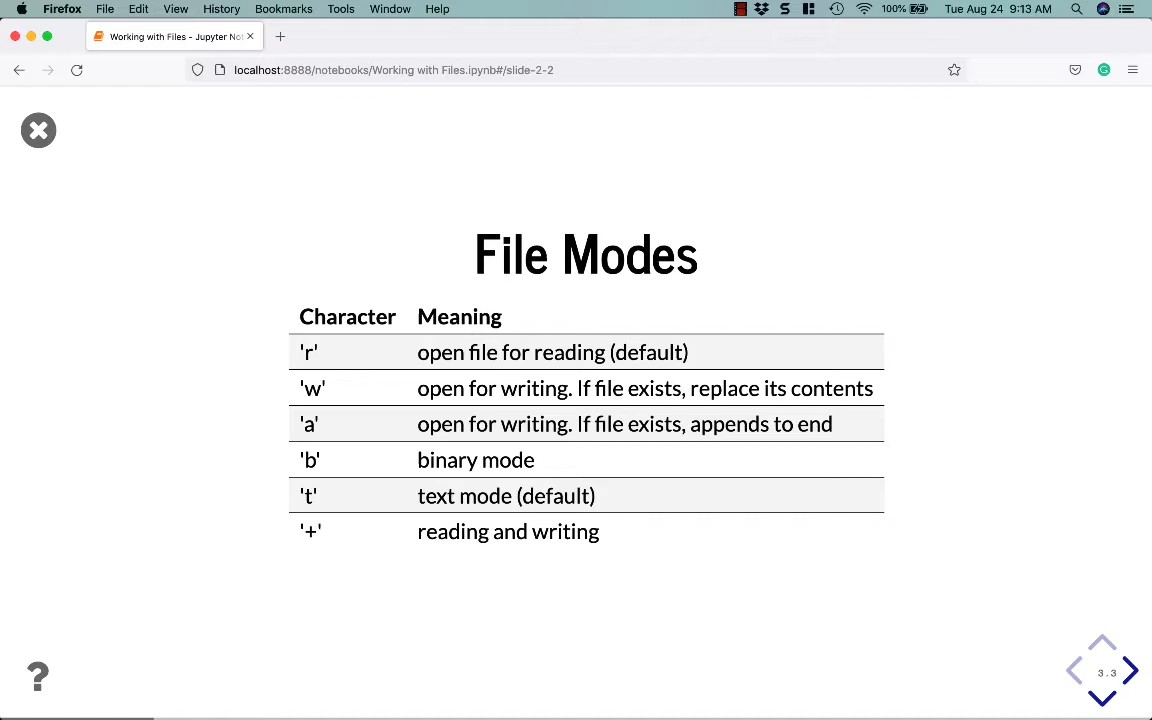 Firefox File Edit View History Bookmarks Tools Window Help 100% Tue Aug 24 9:13 AM
Working with Files - Jupyter Not
localhost:8888/notebooks/Working with Files.ipynb#/slide-2-2
File Modes
Character Meaning
'r' open file for reading (default)
'w' open for writing. If file exists, replace its contents
'a' open for writing. If file exists, appends to end
'b' binary mode
't' text mode (default)
'+' reading and writing
?
3.3